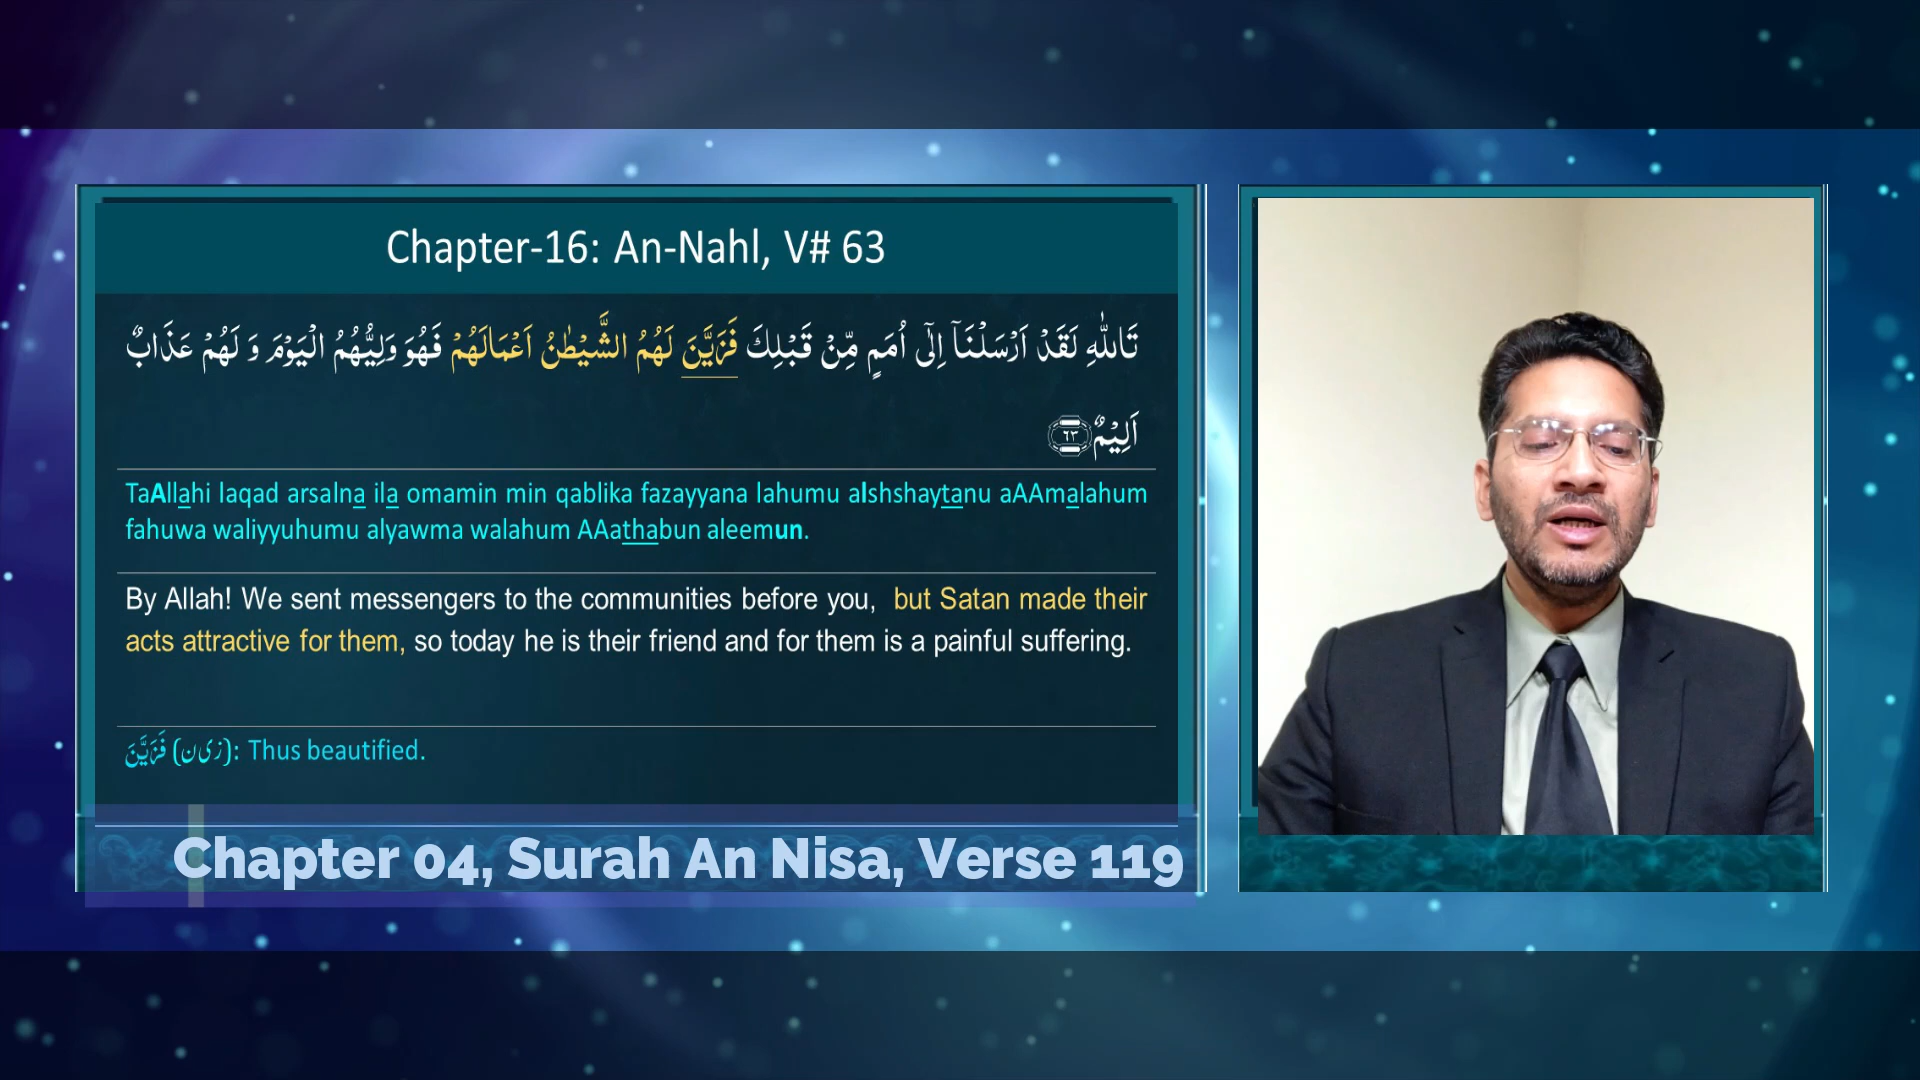 Chapter-16: An-Nahl, V# 63
تَاللّٰهِ لَقَدْ اَرْسَلْنَاۤ اِلٰۤی اُمَمٍ مِّنْ قَبْلِكَ فَزَیَّنَ لَهُمُ الشَّیْطٰنُ اَعْمَالَهُمْ فَهُوَ وَلِیُّهُمُ الْیَوْمَ وَ لَهُمْ عَذَابٌ
اَلِیْمٌ ﴿۶۳﴾
TaAllahi laqad arsalna ila omamin min qablika fazayyana lahumu alshshaytanu aAAmalahum
fahuwa waliyyuhumu alyawma walahum AAathabun aleemun.
By Allah! We sent messengers to the communities before you, but Satan made their
acts attractive for them, so today he is their friend and for them is a painful suffering.
فَزَیَّنَ (زی ن): Thus beautified.
Chapter 04, Surah An Nisa, Verse 119